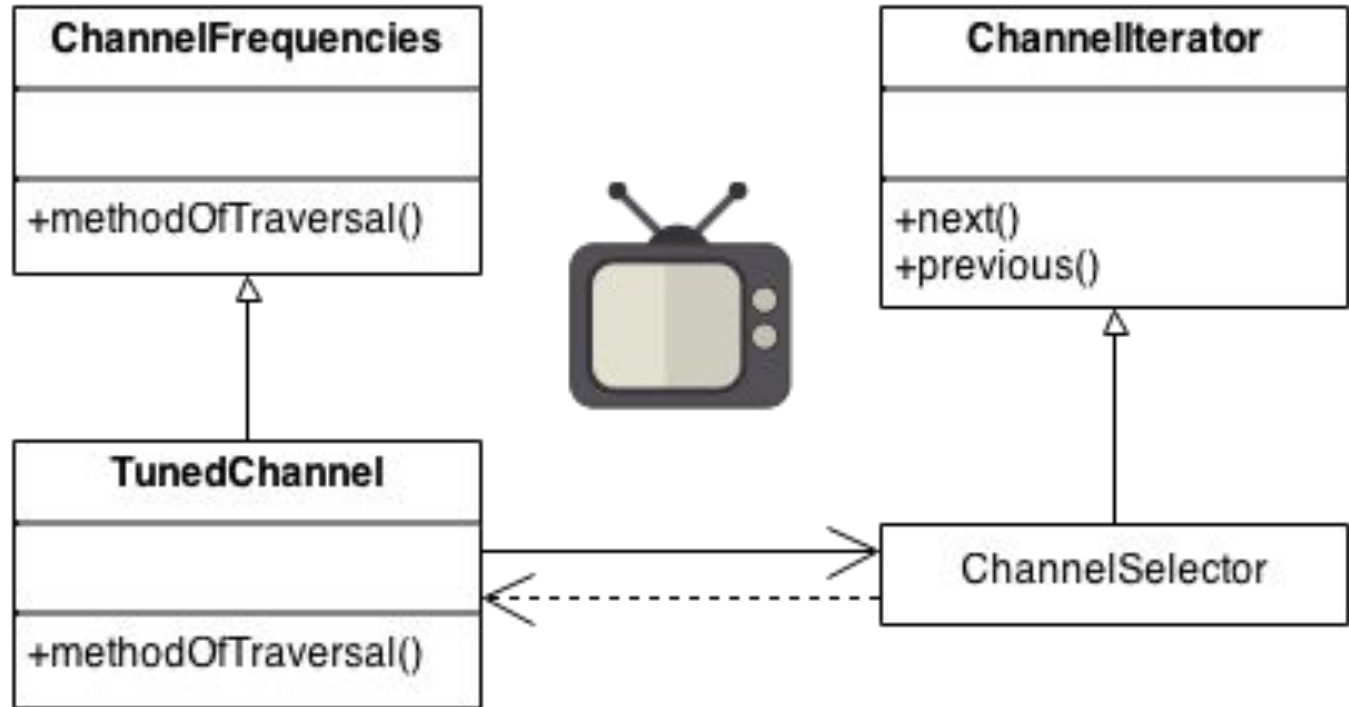 ChannelFrequencies
+methodOfTraversal()
ChannelIterator
+next()
+previous()
TunedChannel
+methodOfTraversal()
ChannelSelector